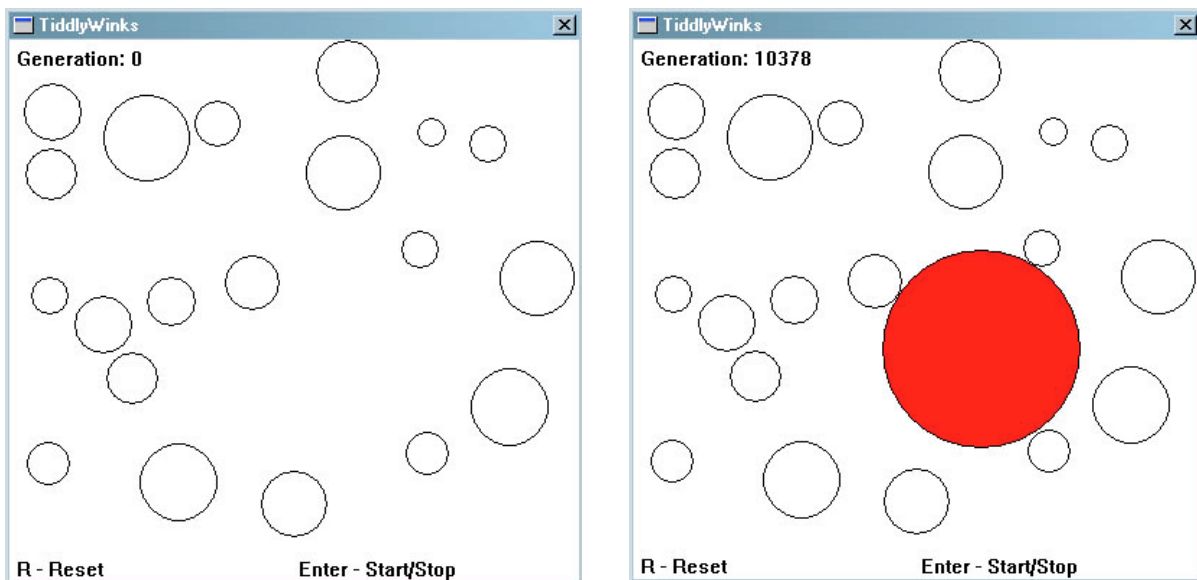 TiddlyWinks
Generation: 0
R - Reset
Enter - Start/Stop
TiddlyWinks
Generation: 10378
R - Reset
Enter - Start/Stop